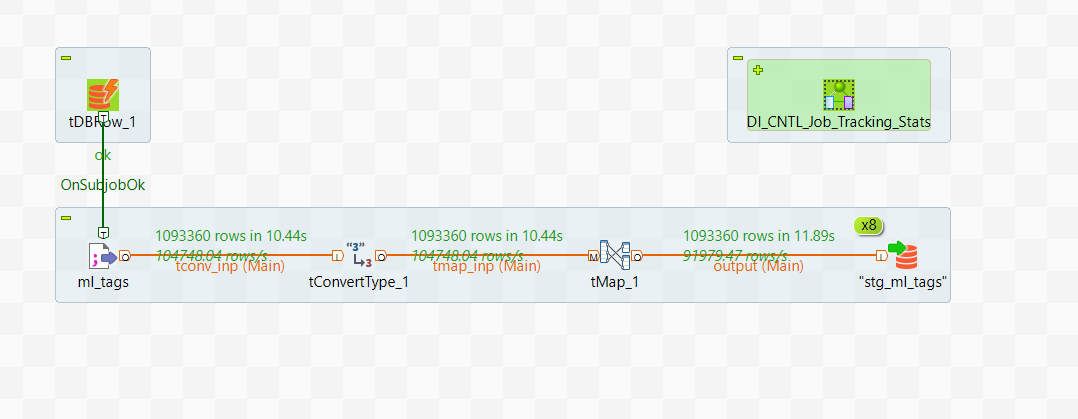 tDBRow_1
DI_CNTL_Job_Tracking_Stats
ok
OnSubjobOk
x8
1093360 rows in 10.44s
104748.04 rows/s
tconv_inp (Main)
1093360 rows in 10.44s
104748.04 rows/s
tmap_inp (Main)
1093360 rows in 11.89s
91979.47 rows/s
output (Main)
ml_tags
tConvertType_1
tMap_1
"stg_ml_tags"